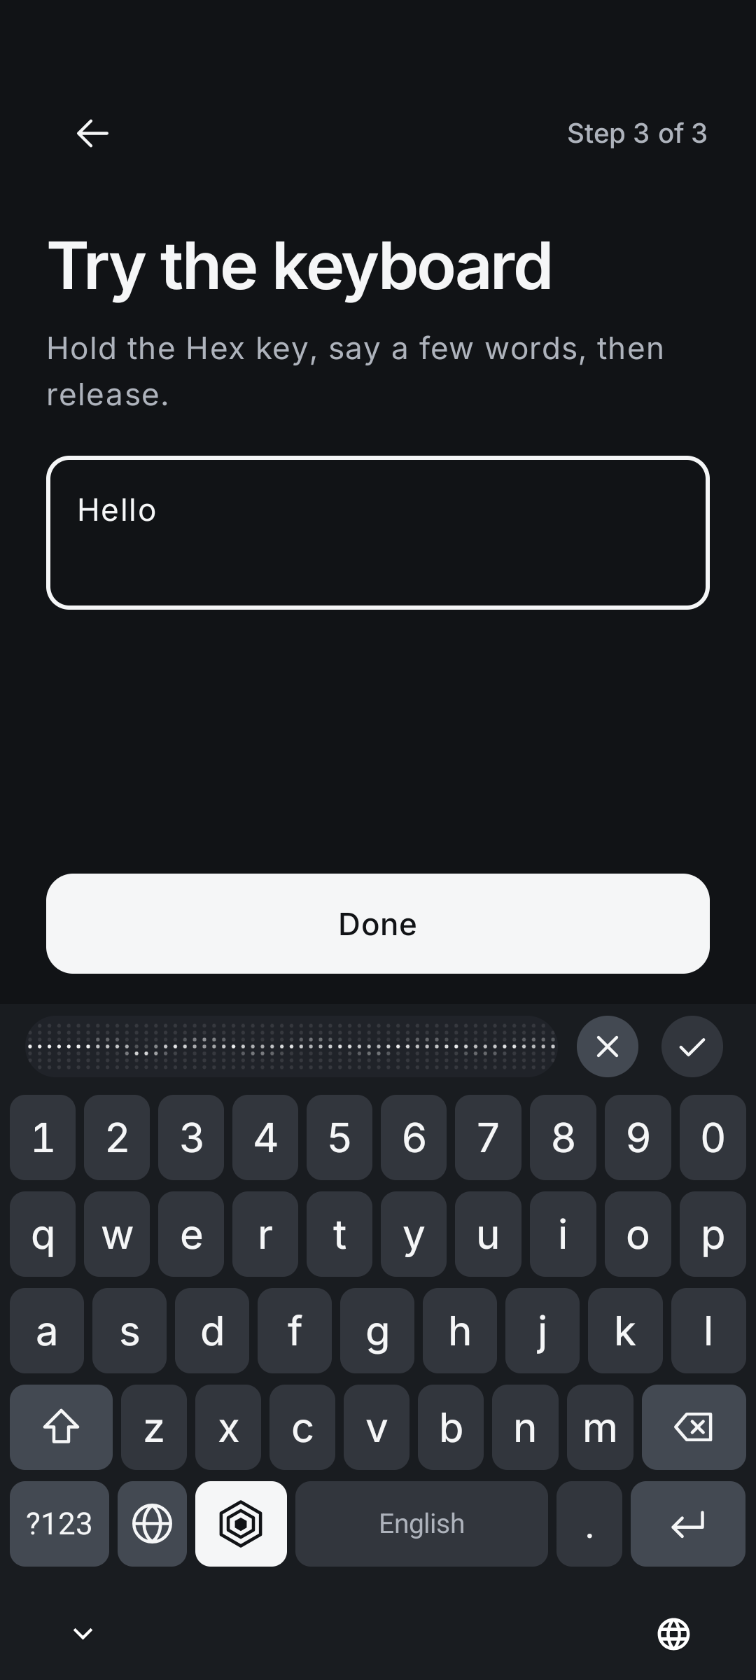 Step 3 of 3
Try the keyboard
Hold the Hex key, say a few words, then
release.
Hello
Done
1 2 3 4 5 6 7 8 9 0
q w e r t y u i o p
a s d f g h j k l
z x c v b n m
?123 English .